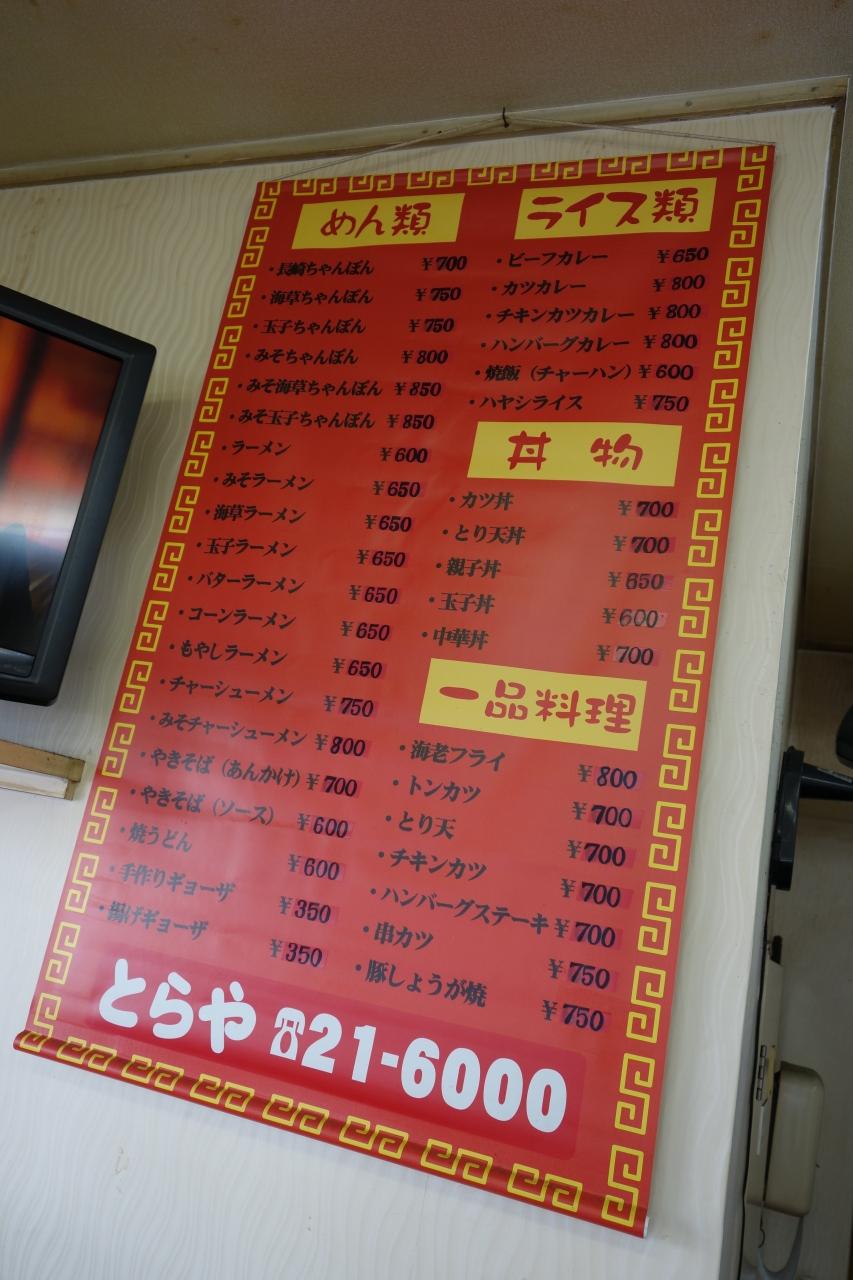 めん類
・長崎ちゃんぽん ￥700
・海草ちゃんぽん ￥750
・玉子ちゃんぽん ￥750
・みそちゃんぽん ￥800
・みそ海草ちゃんぽん ￥850
・みそ玉子ちゃんぽん ￥850
・ラーメン ￥600
・みそラーメン ￥650
・海草ラーメン ￥650
・玉子ラーメン ￥650
・バターラーメン ￥650
・コーンラーメン ￥650
・もやしラーメン ￥650
・チャーシューメン ￥750
・みそチャーシューメン ￥800
・やきそば（あんかけ） ￥700
・やきそば（ソース） ￥600
・焼うどん ￥600
・手作りギョーザ ￥350
・揚げギョーザ ￥350
ライス類
・ビーフカレー ￥650
・カツカレー ￥800
・チキンカツカレー ￥800
・ハンバーグカレー ￥800
・焼飯（チャーハン） ￥600
・ハヤシライス ￥750
丼 物
・カツ丼 ￥700
・とり天丼 ￥700
・親子丼 ￥650
・玉子丼 ￥600
・中華丼 ￥700
一品料理
・海老フライ ￥800
・トンカツ ￥700
・とり天 ￥700
・チキンカツ ￥700
・ハンバーグステーキ ￥700
・串カツ ￥750
・豚しょうが焼 ￥750
とらや ☎21-6000